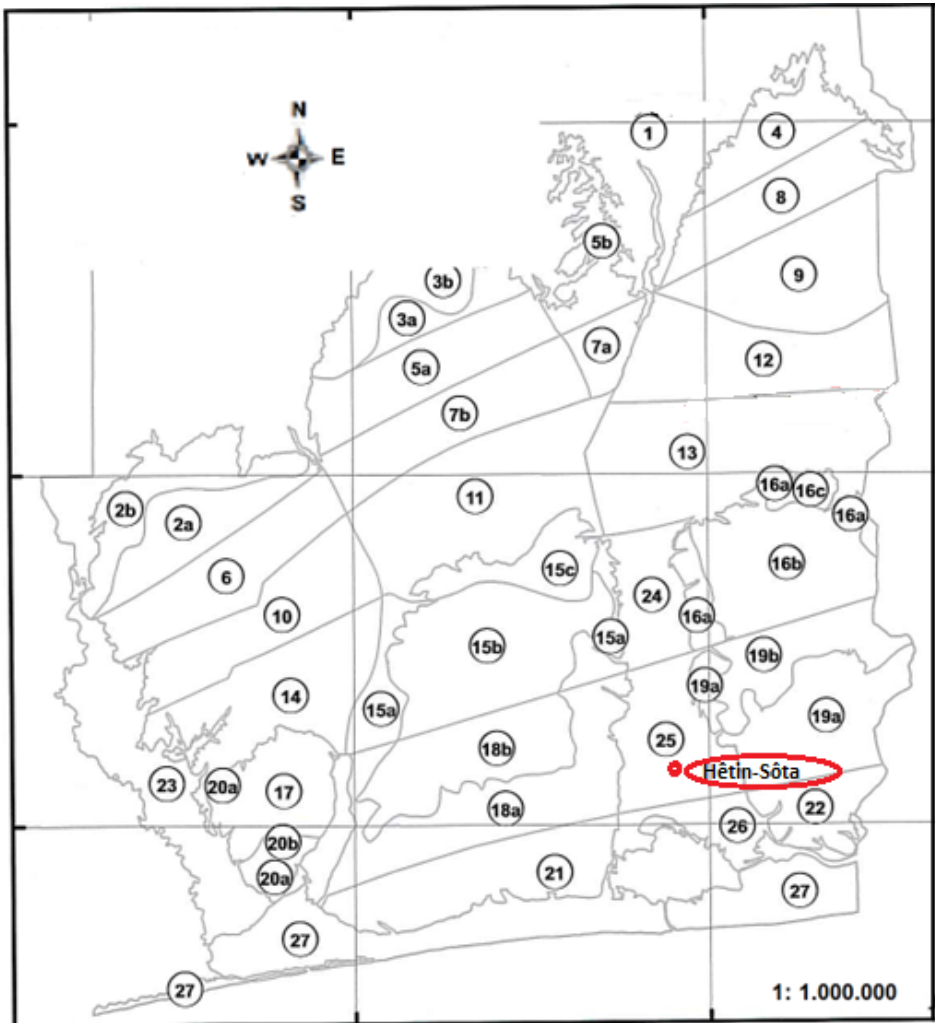 1
4
N
W E
S
8
5b
9
3b
3a
7a
12
5a
7b
13
16a 16c
11
2b
2a
16a
16b
15c
6
24
10
16a
15a
15b
19b
19a
14
15a
19a
25
18b
Hêtin-Sôta
23
20a
17
18a
22
26
20b
21
20a
27
27
27
1: 1.000.000